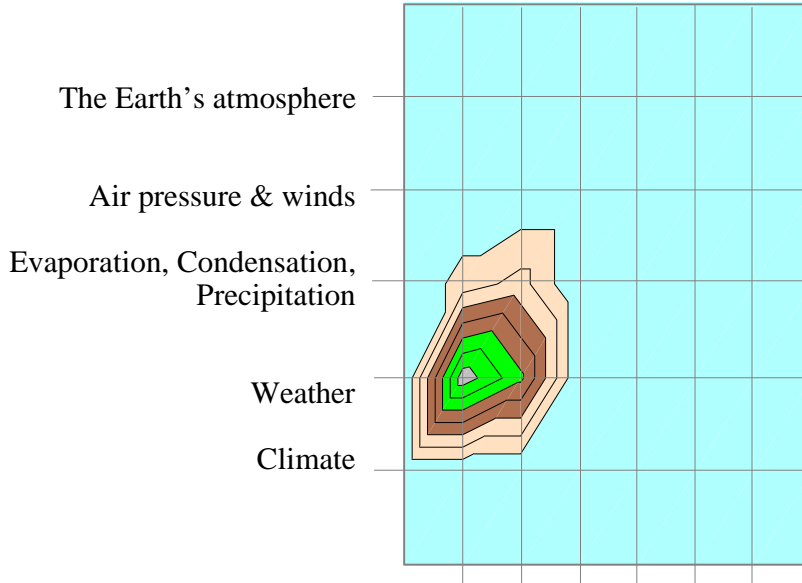 The Earth’s atmosphere
Air pressure & winds
Evaporation, Condensation,
Precipitation
Weather
Climate